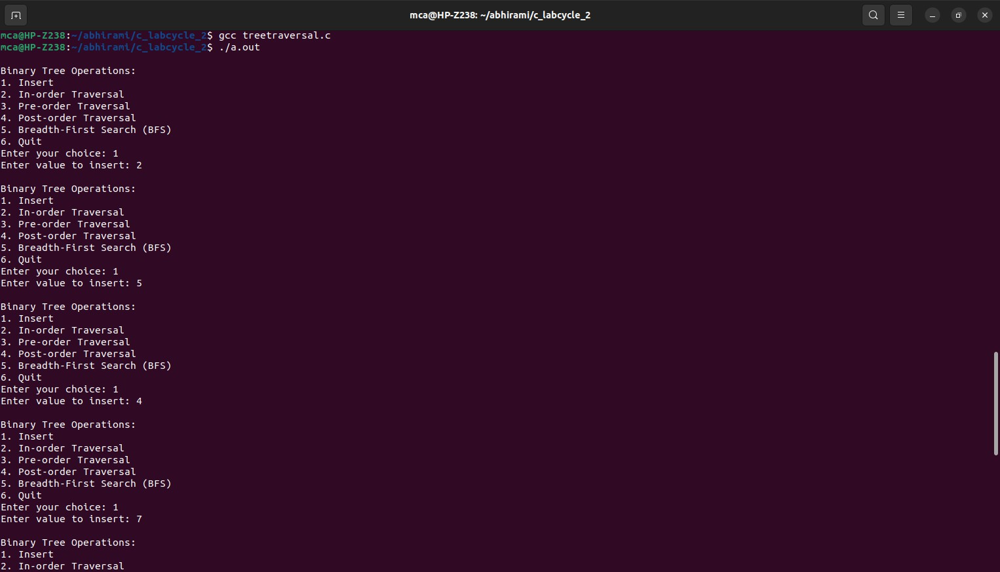 mca@HP-Z238: ~/abhirami/c_labcycle_2
mca@HP-Z238:~/abhirami/c_labcycle_2$ gcc treetraversal.c
mca@HP-Z238:~/abhirami/c_labcycle_2$ ./a.out
Binary Tree Operations:
1. Insert
2. In-order Traversal
3. Pre-order Traversal
4. Post-order Traversal
5. Breadth-First Search (BFS)
6. Quit
Enter your choice: 1
Enter value to insert: 2
Binary Tree Operations:
1. Insert
2. In-order Traversal
3. Pre-order Traversal
4. Post-order Traversal
5. Breadth-First Search (BFS)
6. Quit
Enter your choice: 1
Enter value to insert: 5
Binary Tree Operations:
1. Insert
2. In-order Traversal
3. Pre-order Traversal
4. Post-order Traversal
5. Breadth-First Search (BFS)
6. Quit
Enter your choice: 1
Enter value to insert: 4
Binary Tree Operations:
1. Insert
2. In-order Traversal
3. Pre-order Traversal
4. Post-order Traversal
5. Breadth-First Search (BFS)
6. Quit
Enter your choice: 1
Enter value to insert: 7
Binary Tree Operations:
1. Insert
2. In-order Traversal